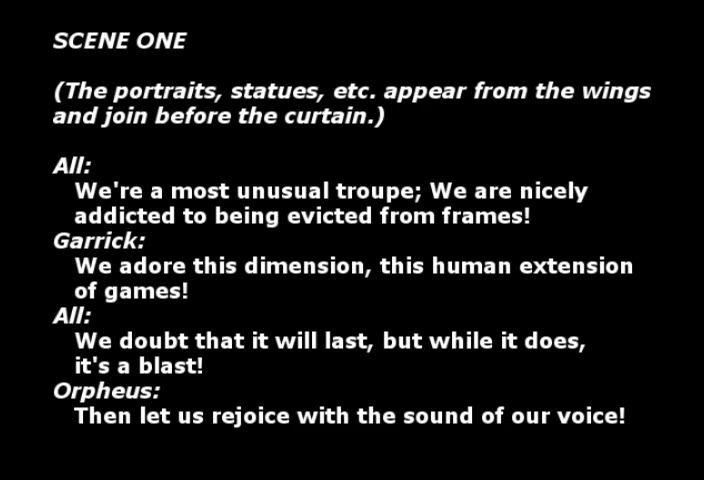 SCENE ONE
(The portraits, statues, etc. appear from the wings
and join before the curtain.)
All:
We're a most unusual troupe; We are nicely
addicted to being evicted from frames!
Garrick:
We adore this dimension, this human extension
of games!
All:
We doubt that it will last, but while it does,
it's a blast!
Orpheus:
Then let us rejoice with the sound of our voice!